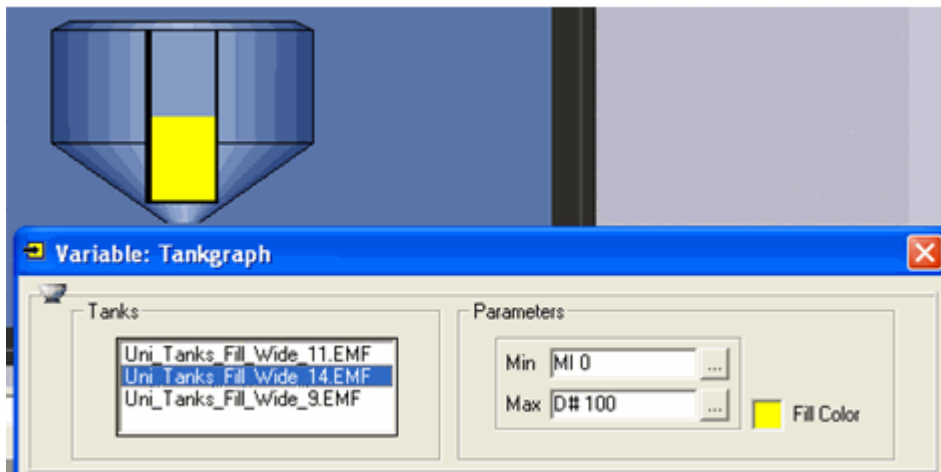 Variable: Tankgraph
Tanks
Uni_Tanks_Fill_Wide_11.EMF
Uni_Tanks_Fill_Wide_14.EMF
Uni_Tanks_Fill_Wide_9.EMF
Parameters
Min MI 0 ...
Max D# 100 ...
Fill Color